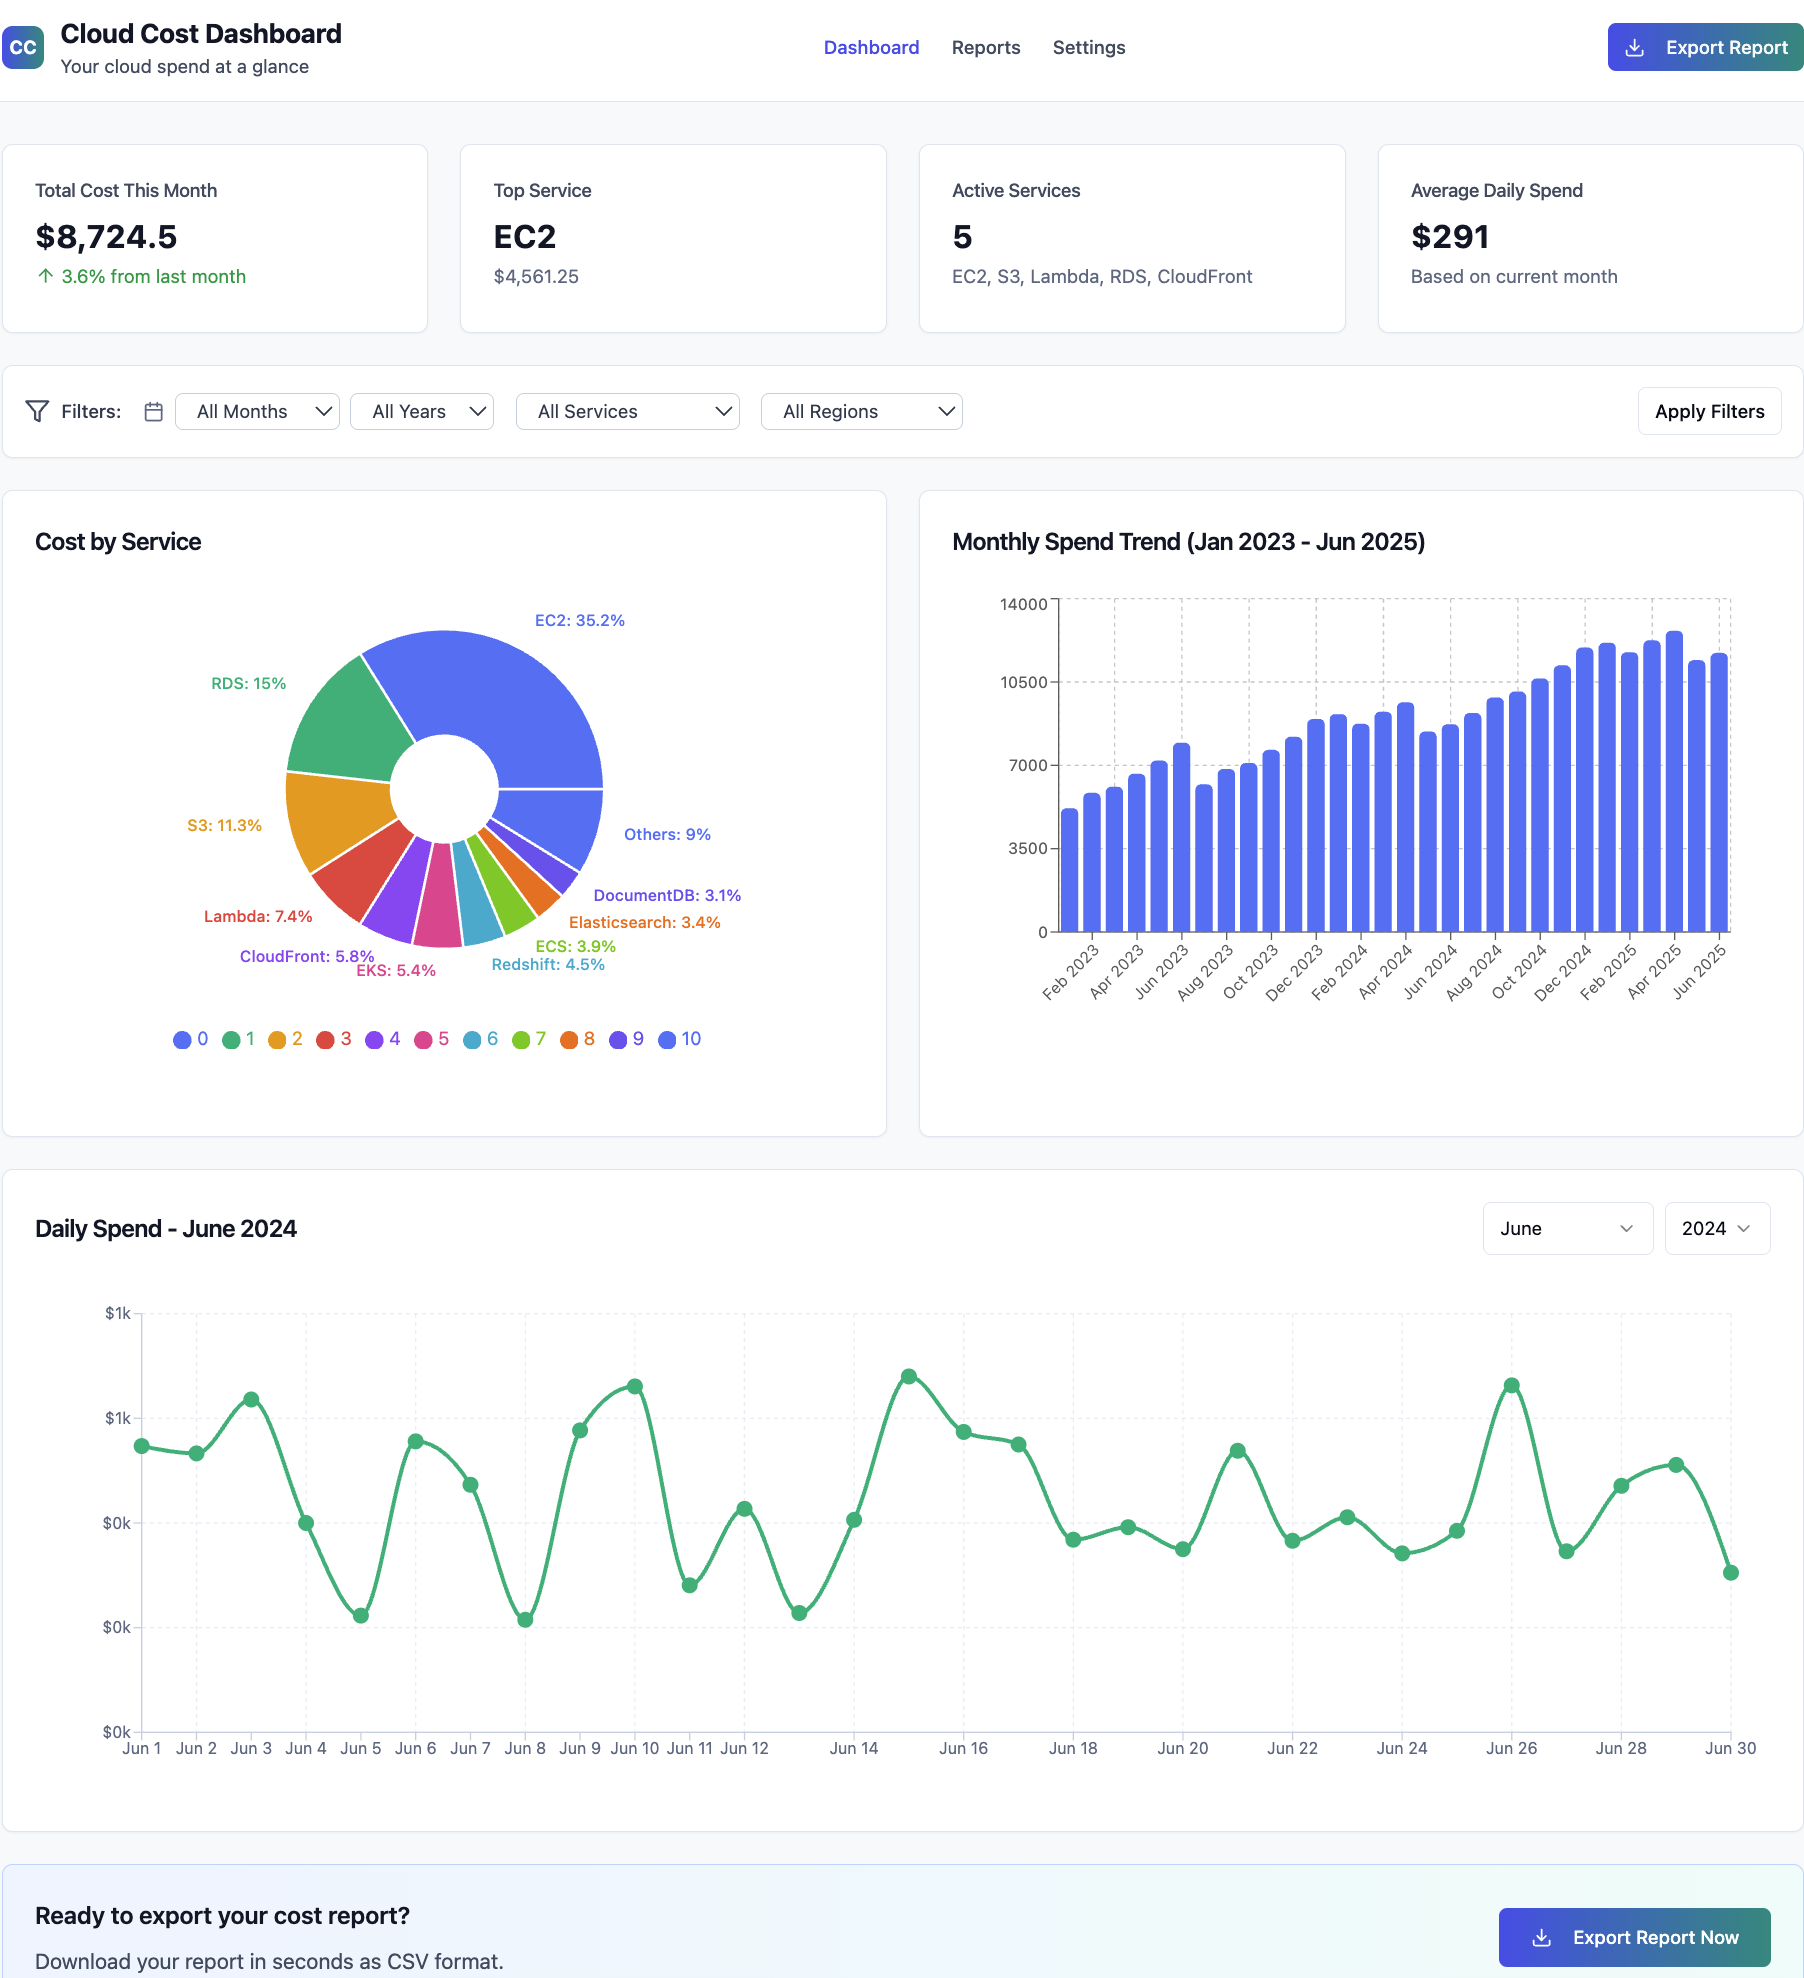 CC
Cloud Cost Dashboard
Your cloud spend at a glance
Dashboard
Reports
Settings
Export Report
Total Cost This Month
$8,724.5
↑ 3.6% from last month
Top Service
EC2
$4,561.25
Active Services
5
EC2, S3, Lambda, RDS, CloudFront
Average Daily Spend
$291
Based on current month
Filters:
All Months
All Years
All Services
All Regions
Apply Filters
Cost by Service
EC2: 35.2%
RDS: 15%
S3: 11.3%
Lambda: 7.4%
CloudFront: 5.8%
EKS: 5.4%
Redshift: 4.5%
ECS: 3.9%
Elasticsearch: 3.4%
DocumentDB: 3.1%
Others: 9%
0 1 2 3 4 5 6 7 8 9 10
Monthly Spend Trend (Jan 2023 - Jun 2025)
14000
10500
7000
3500
0
Feb 2023
Apr 2023
Jun 2023
Aug 2023
Oct 2023
Dec 2023
Feb 2024
Apr 2024
Jun 2024
Aug 2024
Oct 2024
Dec 2024
Feb 2025
Apr 2025
Jun 2025
Daily Spend - June 2024
June
2024
$1k
$1k
$0k
$0k
$0k
Jun 1 Jun 2 Jun 3 Jun 4 Jun 5 Jun 6 Jun 7 Jun 8 Jun 9 Jun 10 Jun 11 Jun 12 Jun 14 Jun 16 Jun 18 Jun 20 Jun 22 Jun 24 Jun 26 Jun 28 Jun 30
Ready to export your cost report?
Download your report in seconds as CSV format.
Export Report Now